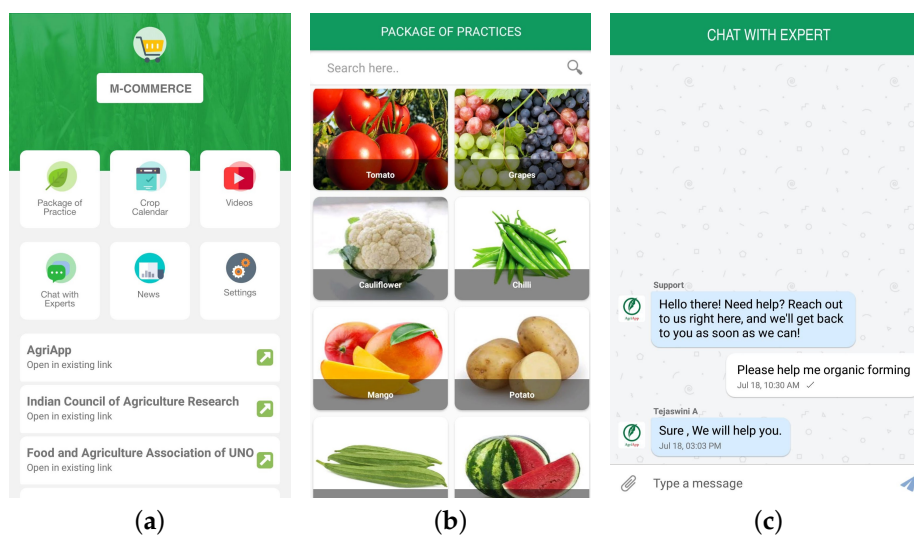 M-COMMERCE
Package of
Practice
Crop
Calendar
Videos
Chat with
Experts
News
Settings
AgriApp
Open in existing link
Indian Council of Agriculture Research
Open in existing link
Food and Agriculture Association of UNO
Open in existing link
(a)
PACKAGE OF PRACTICES
Search here..
Tomato
Grapes
Cauliflower
Chilli
Mango
Potato
(b)
CHAT WITH EXPERT
Support
Hello there! Need help? Reach out
to us right here, and we'll get back
to you as soon as we can!
AgriApp
Please help me organic forming
Jul 18, 10:30 AM
Tejaswini A
Sure , We will help you.
Jul 18, 03:03 PM
AgriApp
Type a message
(c)